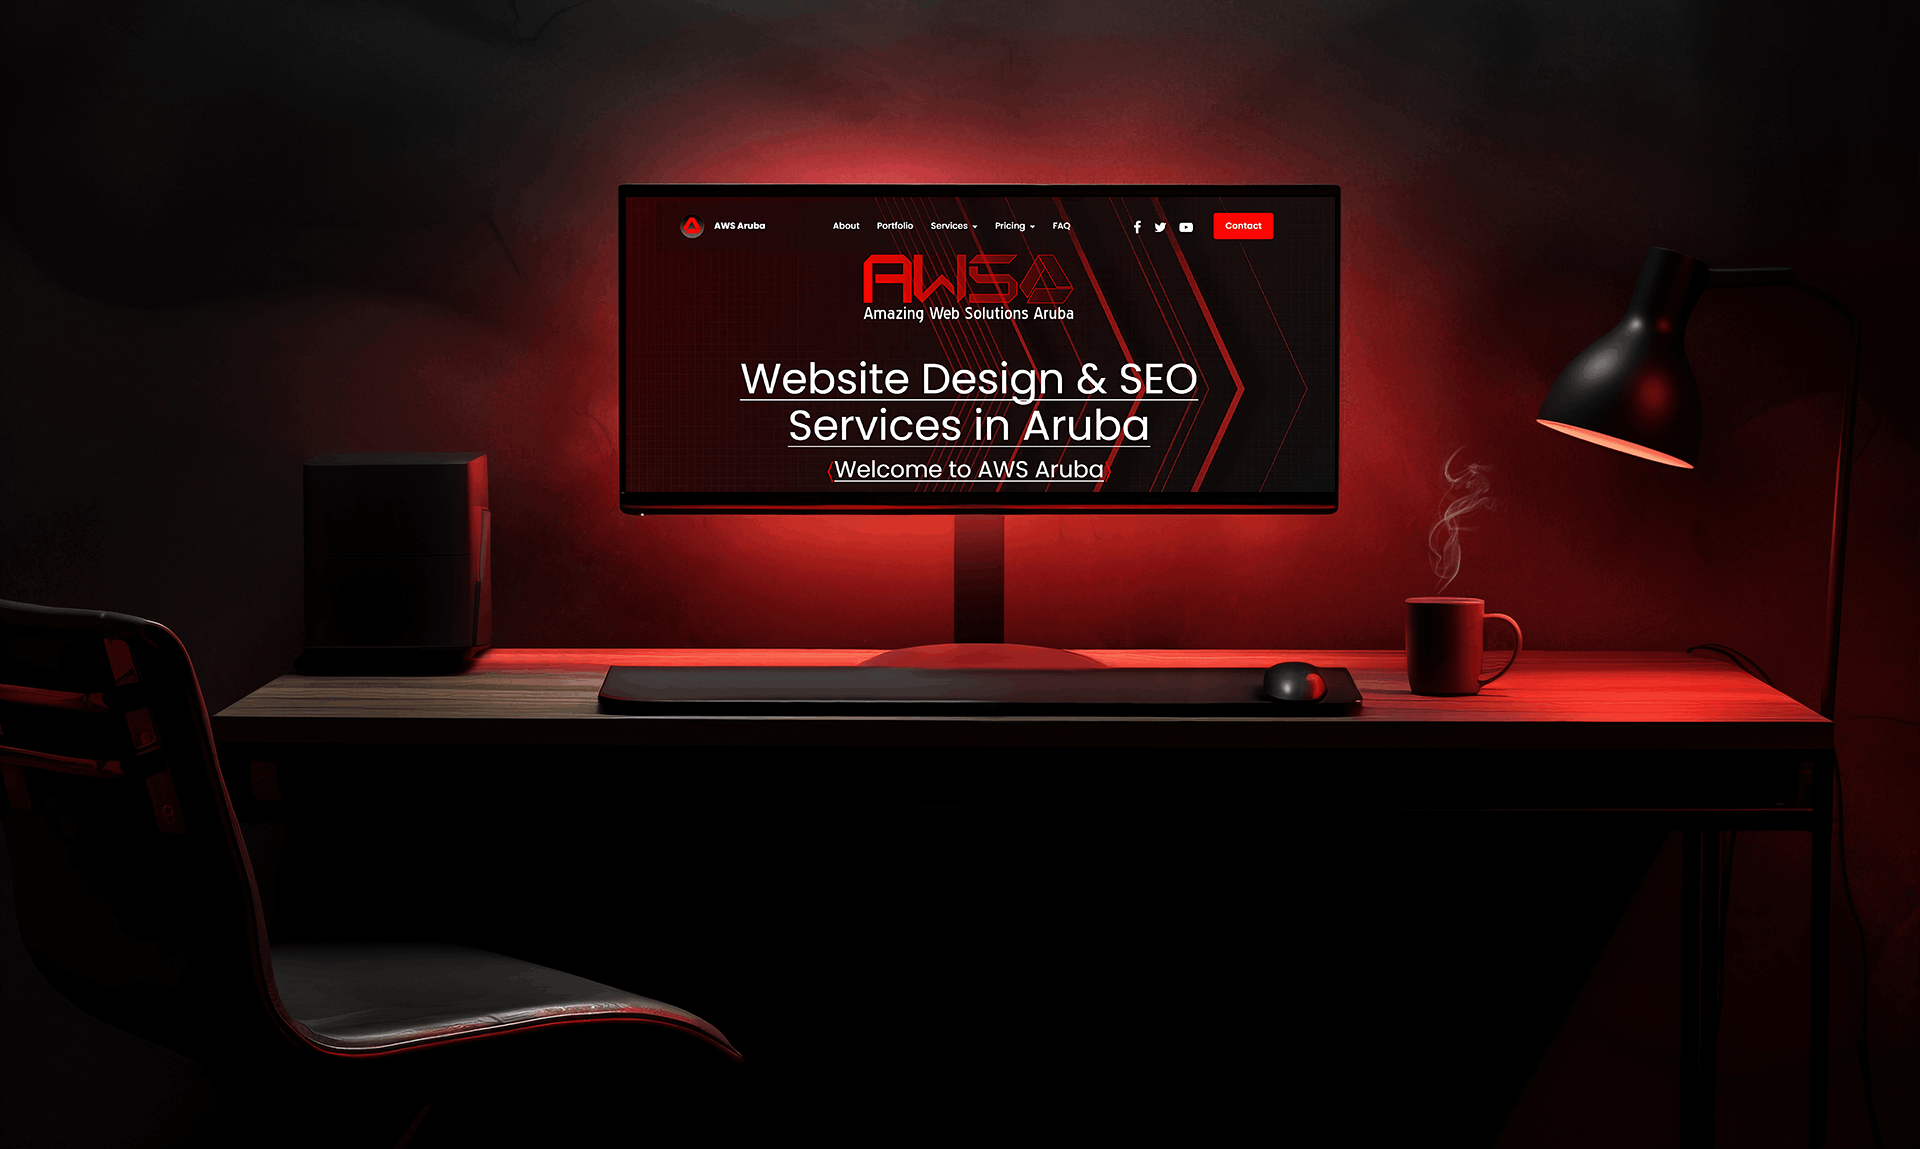 AWS Aruba
About Portfolio Services Pricing FAQ
Contact
AWSA
Amazing Web Solutions Aruba
Website Design & SEO
Services in Aruba
Welcome to AWS Aruba